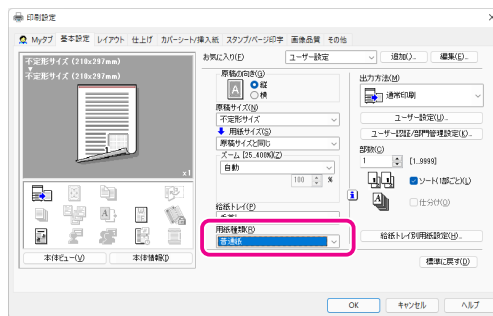 印刷設定
Myタブ 基本設定 レイアウト 仕上げ カバーシート/挿入紙 スタンプ/ページ印字 画像品質 その他
不定形サイズ (210x297mm)
不定形サイズ (210x297mm)
x1
本体ビュー(V)
本体情報(I)
お気に入り(F)
ユーザー設定
追加()...
編集(E)...
原稿の向き(G)
A
縦
横
原稿サイズ(N)
不定形サイズ
用紙サイズ(S)
原稿サイズと同じ
ズーム [25..400%](Z)
自動
100 %
給紙トレイ(P)
用紙種類(R)
普通紙
出力方法(M)
通常印刷
ユーザー設定(U)...
ユーザー認証/部門管理設定(K)...
部数(C)
1 [1..9999]
ソート(1部ごと)(L)
仕分け(O)
給紙トレイ別用紙設定(H)...
標準に戻す(D)
OK キャンセル ヘルプ